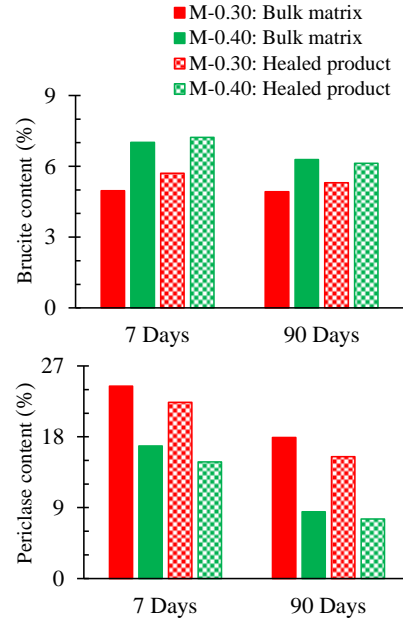 M-0.30: Bulk matrix
M-0.40: Bulk matrix
M-0.30: Healed product
M-0.40: Healed product
Brucite content (%)
9
6
3
0
7 Days 90 Days
Periclase content (%)
27
18
9
0
7 Days 90 Days